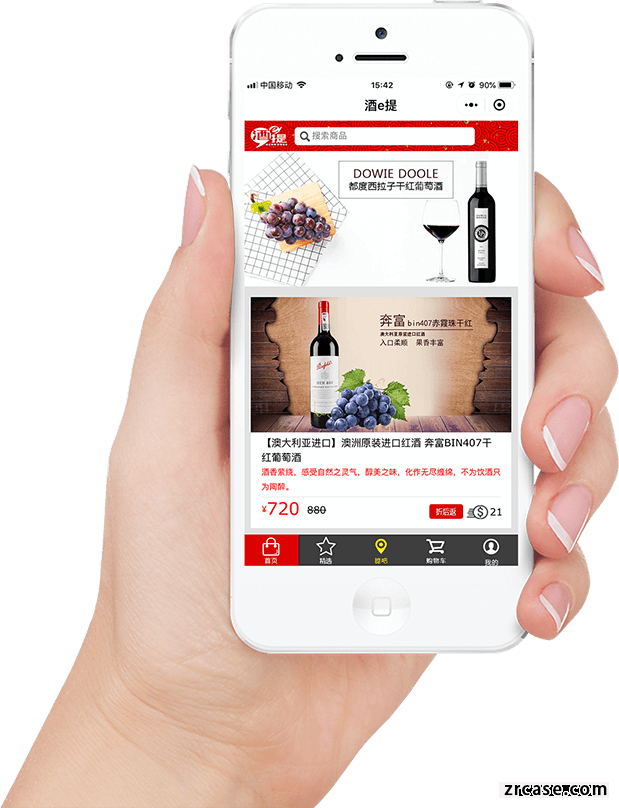 中国移动
15:42
90%
酒e提
酒e提
搜索商品
DOWIE DOOLE
都度西拉子干红葡萄酒
奔富bin407赤霞珠干红
澳大利亚原瓶进口红酒
入口柔顺 果香丰富
Penfolds
【澳大利亚进口】澳洲原装进口红酒 奔富BIN407干
红葡萄酒
酒香萦绕，感受自然之灵气，醇美之味，化作无尽缠绵，不为饮酒只
为陶醉。
¥720 880
折后返
21
首页
精选
提吧
购物车
我的
zrcase.com